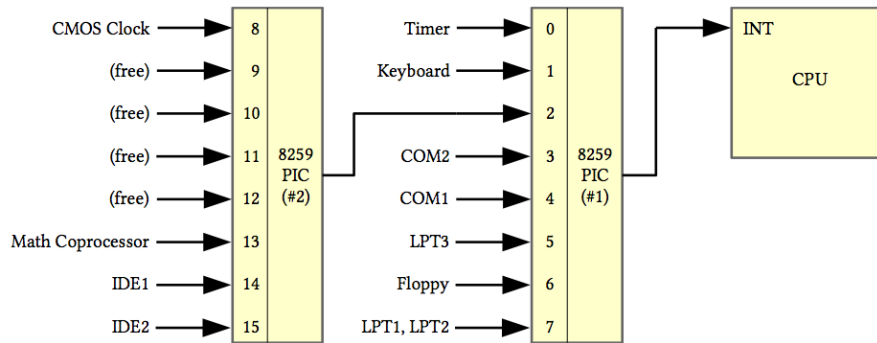 CMOS Clock 8 Timer 0 INT
(free) 9 Keyboard 1 CPU
(free) 10 2
(free) 11 8259 COM2 3 8259
PIC PIC
(free) 12 (#2) COM1 4 (#1)
Math Coprocessor 13 LPT3 5
IDE1 14 Floppy 6
IDE2 15 LPT1, LPT2 7